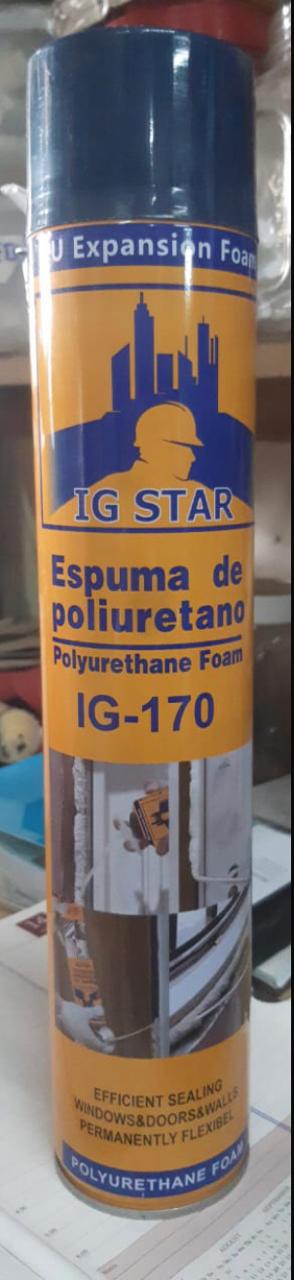 U Expansion Foam
IG STAR
Espuma de
poliuretano
Polyurethane Foam
IG-170
EFFICIENT SEALING
WINDOWS&DOORS&WALLS
PERMANENTLY FLEXIBEL
POLYURETHANE FOAM